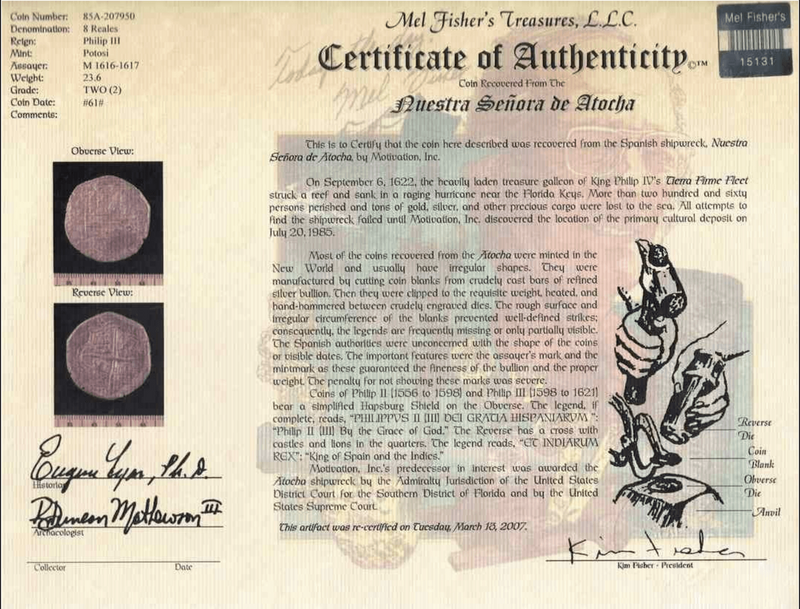 Coin Number: 85A-207950
Denomination: 8 Reales
Reign: Philip III
Mint: Potosi
Assayer: M 1616-1617
Weight: 23.6
Grade: TWO (2)
Coin Date: #61#
Comments:
Mel Fisher's Treasures, L.L.C.
Certificate of Authenticity ©™
Coin Recovered From The
Nuestra Señora de Atocha
Mel Fisher's
15131
Today
the day
Mel Fisher
This is to Certify that the coin here described was recovered from the Spanish shipwreck, Nuestra
Señora de Atocha, by Motivation, Inc.
On September 6, 1622, the heavily laden treasure galleon of King Philip IV's Tierra Firme Fleet
struck a reef and sank in a raging hurricane near the Florida Keys. More than two hundred and sixty
persons perished and tons of gold, silver, and other precious cargo were lost to the sea. All attempts to
find the shipwreck failed until Motivation, Inc. discovered the location of the primary cultural deposit on
July 20, 1985.
Most of the coins recovered from the Atocha were minted in the
New World and usually have irregular shapes. They were
manufactured by cutting coin blanks from crudely cast bars of refined
silver bullion. Then they were clipped to the requisite weight, heated, and
hand-hammered between crudely engraved dies. The rough surface and
irregular circumference of the blanks prevented well-defined strikes;
consequently, the legends are frequently missing or only partially visible.
The Spanish authorities were unconcerned with the shape of the coins
or visible dates. The important features were the assayer's mark and the
mintmark as these guaranteed the fineness of the bullion and the proper
weight. The penalty for not showing these marks was severe.
Coins of Philip II [1556 to 1598] and Philip III [1598 to 1621]
bear a simplified Hapsburg Shield on the Obverse. The legend, if
complete, reads, "PHILIPPVS II [III] DEI GRATIA HISPANIARUM ":
"Philip II [III] By the Grace of God." The Reverse has a cross with
castles and lions in the quarters. The legend reads, "ET INDIARUM
REX": "King of Spain and the Indies."
Motivation, Inc.'s predecessor in interest was awarded the
Atocha shipwreck by the Admiralty Jurisdiction of the United States
District Court for the Southern District of Florida and by the United
States Supreme Court.
This artifact was re-certified on Tuesday, March 13, 2007.
Obverse View:
Reverse View:
Eugene Lyon, Ph.D.
Historian
R Duncan Mathewson III
Archaeologist
Collector Date
Reverse
Die
Coin
Blank
Obverse
Die
Anvil
Kim Fisher
Kim Fisher - President